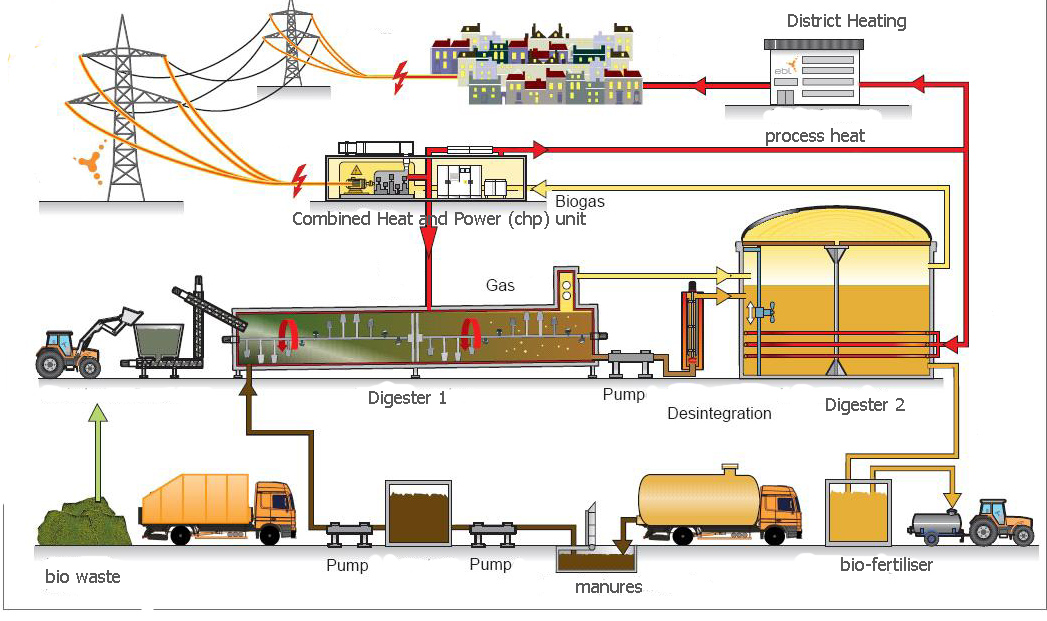 District Heating
ebt
process heat
Biogas
Combined Heat and Power (chp) unit
Gas
Digester 1
Pump
Desintegration
Digester 2
bio waste
Pump
Pump
manures
bio-fertiliser